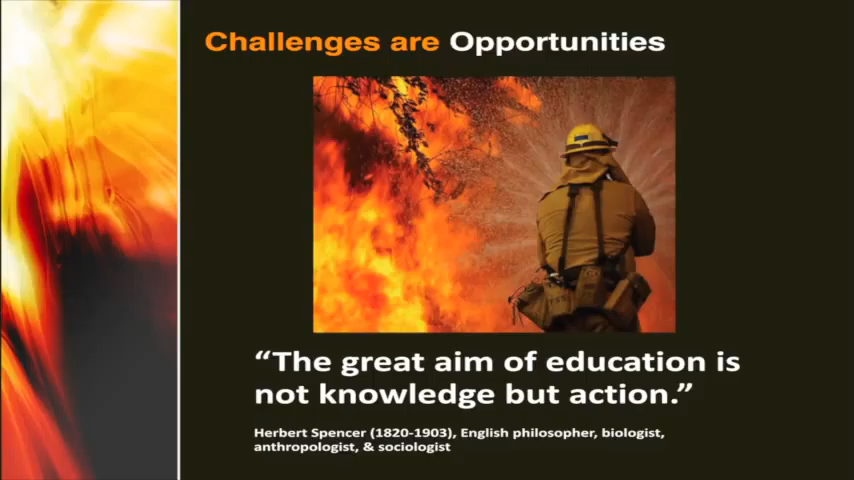 Challenges are Opportunities
“The great aim of education is
not knowledge but action.”
Herbert Spencer (1820-1903), English philosopher, biologist,
anthropologist, & sociologist